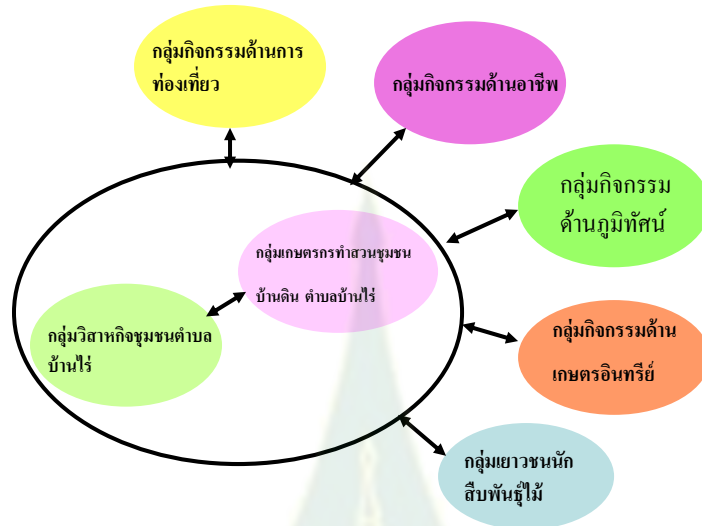 กลุ่มกิจกรรมด้านการ
ท่องเที่ยว
กลุ่มกิจกรรมด้านอาชีพ
กลุ่มกิจกรรม
ด้านภูมิทัศน์
กลุ่มเกษตรกรทำสวนชุมชน
บ้านดิน ตำบลบ้านไร่
กลุ่มวิสาหกิจชุมชนตำบล
บ้านไร่
กลุ่มกิจกรรมด้าน
เกษตรอินทรีย์
กลุ่มเยาวชนนัก
สืบพันธุ์ไม้